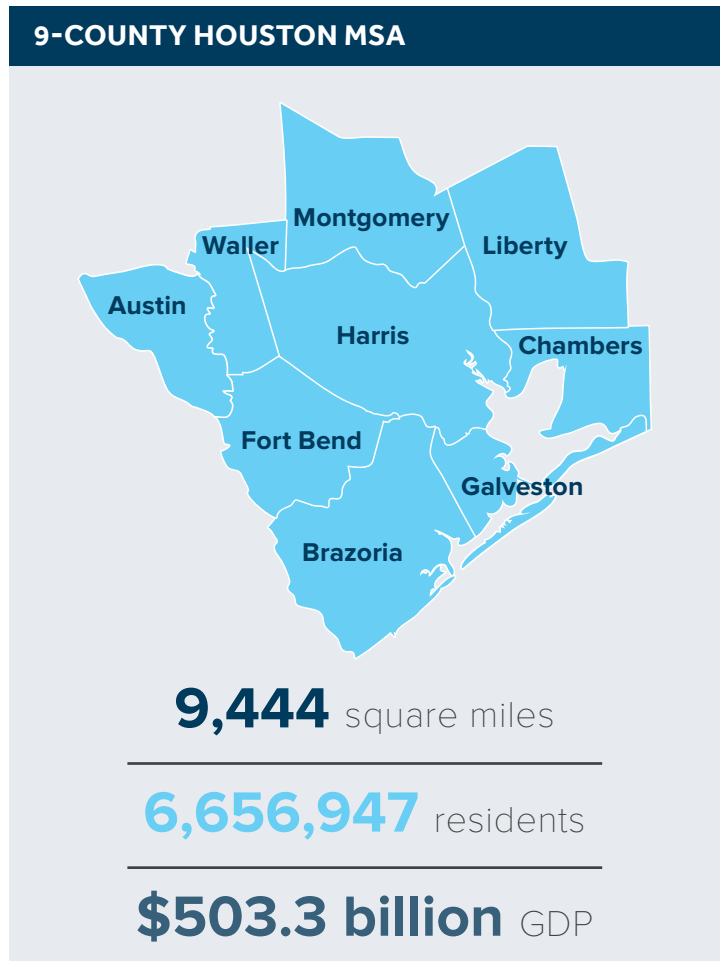 9-COUNTY HOUSTON MSA
Montgomery
Waller
Liberty
Austin
Harris
Chambers
Fort Bend
Galveston
Brazoria
9,444 square miles
6,656,947 residents
$503.3 billion GDP